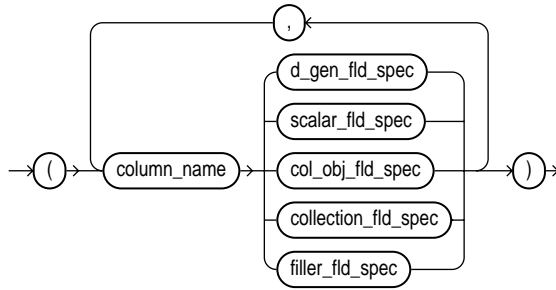 ,
d_gen_fld_spec
scalar_fld_spec
( column_name col_obj_fld_spec )
collection_fld_spec
filler_fld_spec